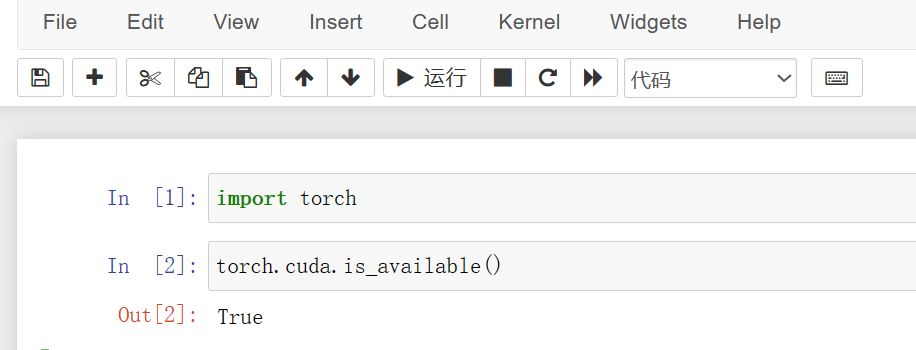 File Edit View Insert Cell Kernel Widgets Help
运行 代码
In [1]: import torch
In [2]: torch.cuda.is_available()
Out[2]: True